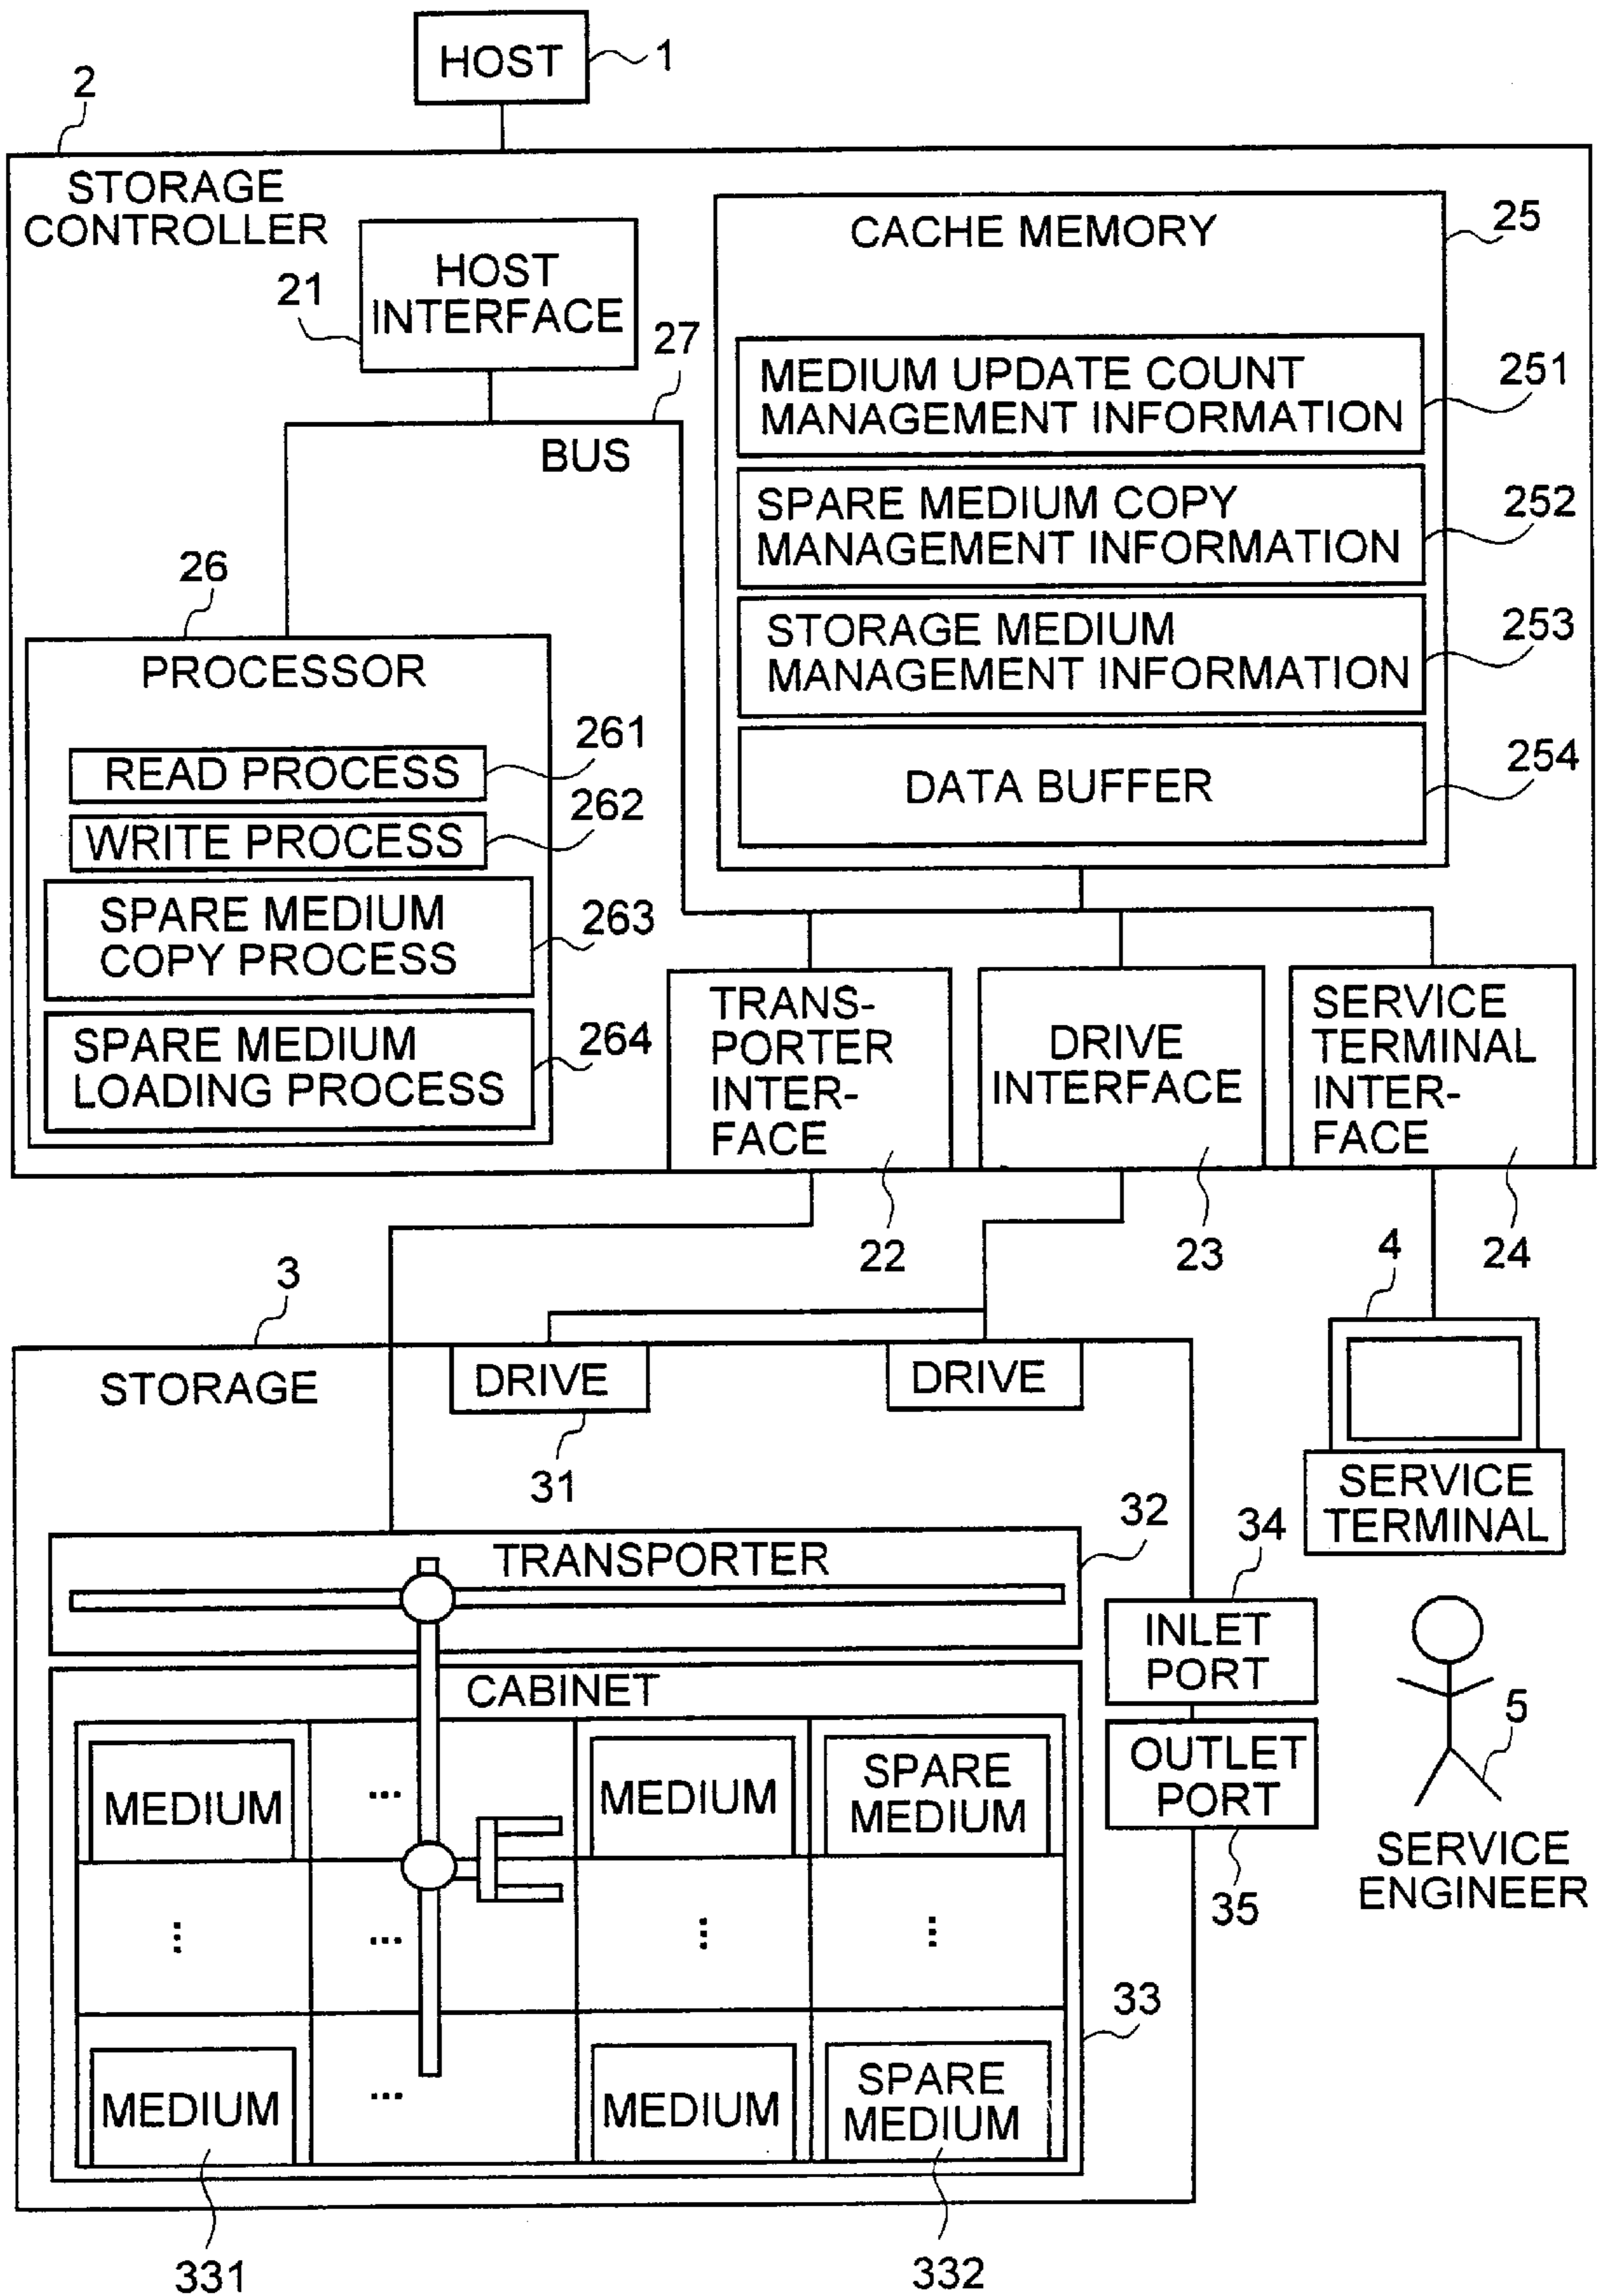 HOST
1
2
STORAGE
CONTROLLER
HOST
INTERFACE
21
27
BUS
CACHE MEMORY
25
MEDIUM UPDATE COUNT
MANAGEMENT INFORMATION
251
SPARE MEDIUM COPY
MANAGEMENT INFORMATION
252
STORAGE MEDIUM
MANAGEMENT INFORMATION
253
DATA BUFFER
254
26
PROCESSOR
READ PROCESS
261
WRITE PROCESS
262
SPARE MEDIUM
COPY PROCESS
263
SPARE MEDIUM
LOADING PROCESS
264
TRANS-
PORTER
INTER-
FACE
22
DRIVE
INTERFACE
23
SERVICE
TERMINAL
INTER-
FACE
24
3
STORAGE
DRIVE
31
DRIVE
4
SERVICE
TERMINAL
TRANSPORTER
32
34
INLET
PORT
CABINET
OUTLET
PORT
35
5
SERVICE
ENGINEER
MEDIUM
...
MEDIUM
SPARE
MEDIUM
...
...
...
...
33
MEDIUM
...
MEDIUM
SPARE
MEDIUM
331
332